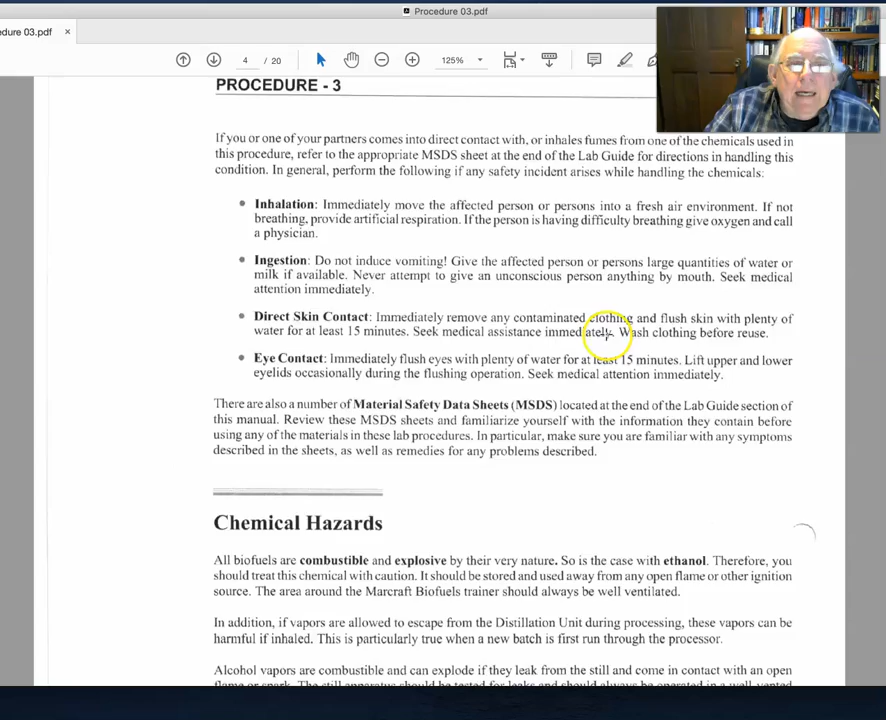 Procedure 03.pdf
dure 03.pdf ×
4 / 20 125%
PROCEDURE - 3
If you or one of your partners comes into direct contact with, or inhales fumes from one of the chemicals used in
this procedure, refer to the appropriate MSDS sheet at the end of the Lab Guide for directions in handling this
condition. In general, perform the following if any safety incident arises while handling the chemicals:
• Inhalation: Immediately move the affected person or persons into a fresh air environment. If not
breathing, provide artificial respiration. If the person is having difficulty breathing give oxygen and call
a physician.
• Ingestion: Do not induce vomiting! Give the affected person or persons large quantities of water or
milk if available. Never attempt to give an unconscious person anything by mouth. Seek medical
attention immediately.
• Direct Skin Contact: Immediately remove any contaminated clothing and flush skin with plenty of
water for at least 15 minutes. Seek medical assistance immediately. Wash clothing before reuse.
• Eye Contact: Immediately flush eyes with plenty of water for at least 15 minutes. Lift upper and lower
eyelids occasionally during the flushing operation. Seek medical attention immediately.
There are also a number of Material Safety Data Sheets (MSDS) located at the end of the Lab Guide section of
this manual. Review these MSDS sheets and familiarize yourself with the information they contain before
using any of the materials in these lab procedures. In particular, make sure you are familiar with any symptoms
described in the sheets, as well as remedies for any problems described.
Chemical Hazards
All biofuels are combustible and explosive by their very nature. So is the case with ethanol. Therefore, you
should treat this chemical with caution. It should be stored and used away from any open flame or other ignition
source. The area around the Marcraft Biofuels trainer should always be well ventilated.
In addition, if vapors are allowed to escape from the Distillation Unit during processing, these vapors can be
harmful if inhaled. This is particularly true when a new batch is first run through the processor.
Alcohol vapors are combustible and can explode if they leak from the still and come in contact with an open
flame or spark. The still apparatus should be tested for leaks and should always be operated in a well-vented